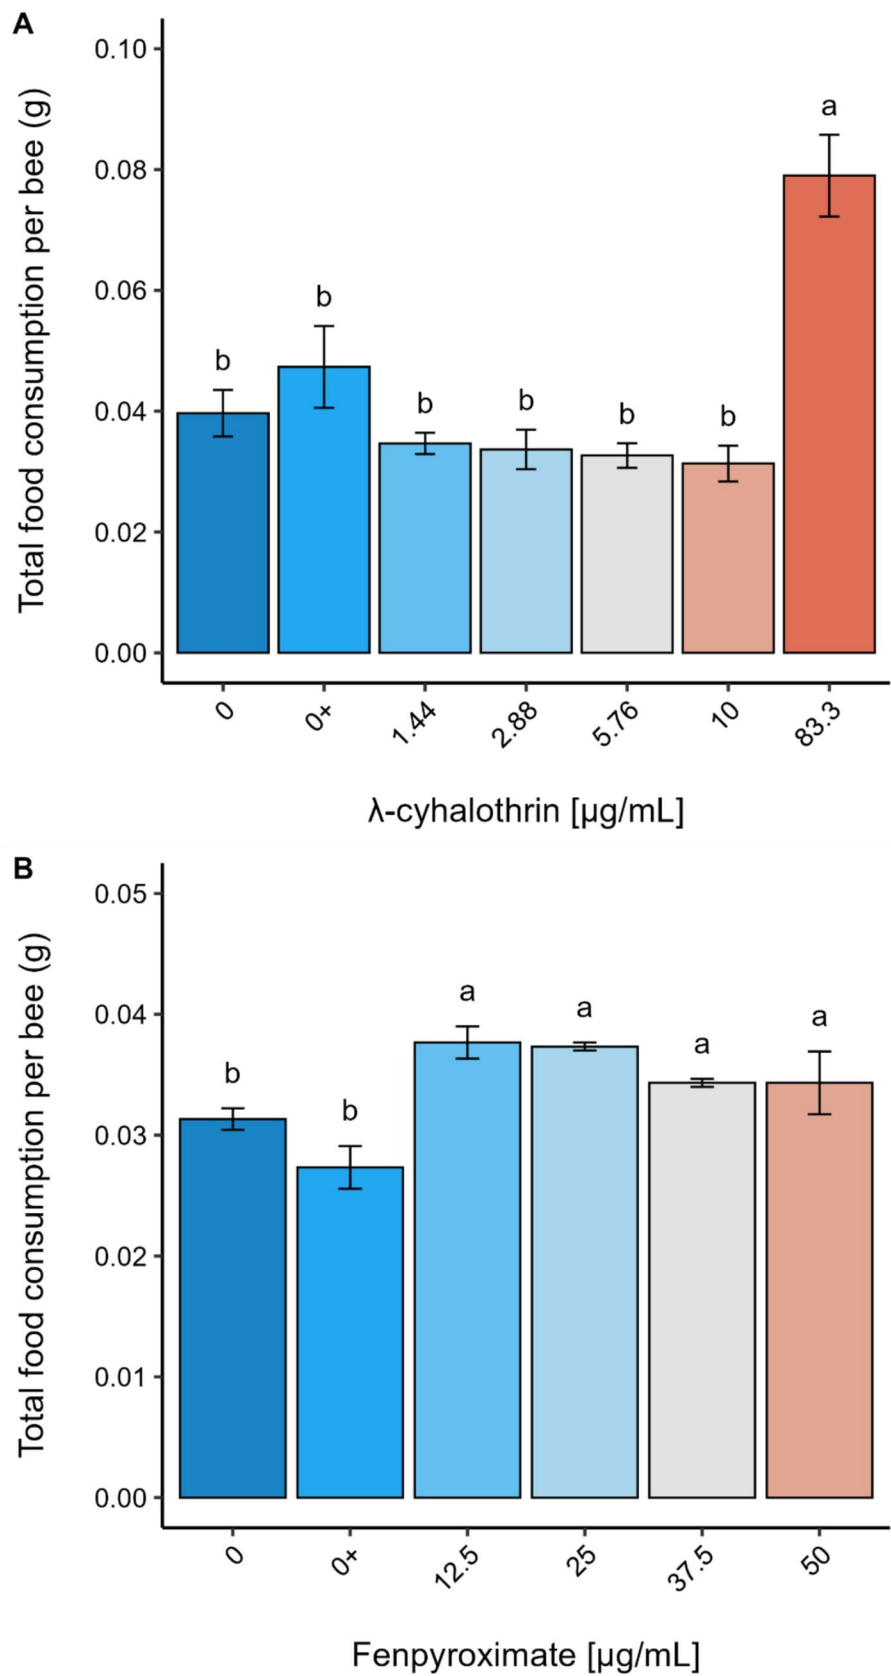 A
Total food consumption per bee (g)
0.10
0.08
0.06
0.04
0.02
0.00
b
b
b
b
b
b
a
0
0+
1.44
2.88
5.76
10
83.3
λ-cyhalothrin [μg/mL]
B
Total food consumption per bee (g)
0.05
0.04
0.03
0.02
0.01
0.00
b
b
a
a
a
a
0
0+
12.5
25
37.5
50
Fenpyroximate [μg/mL]